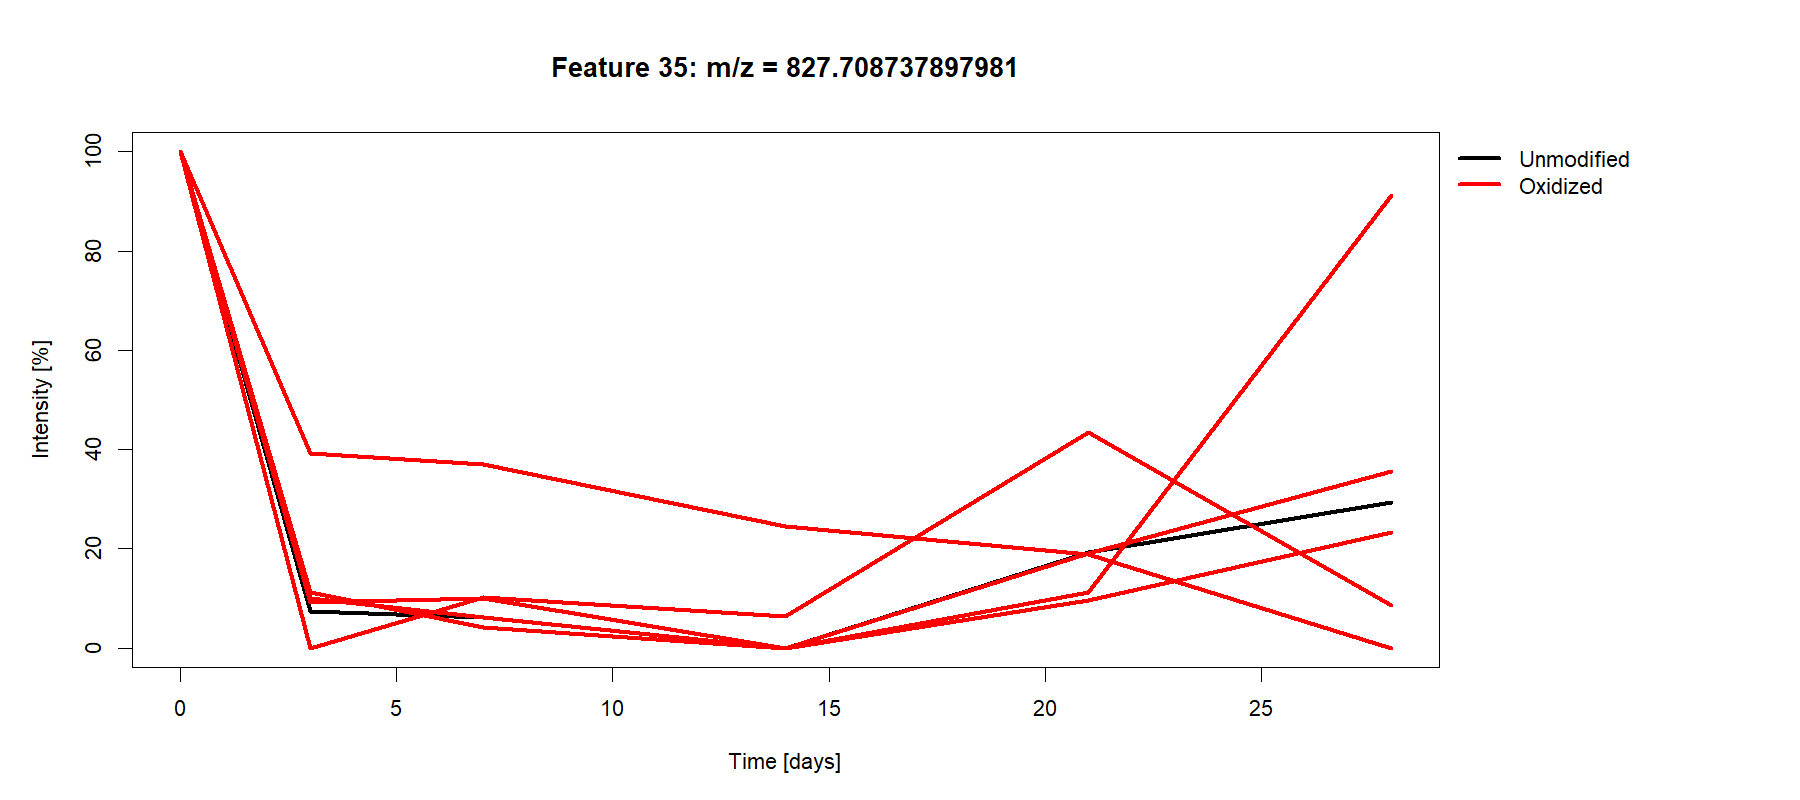 Feature 35: m/z = 827.708737897981
Unmodified
Oxidized
100
80
60
40
20
0
Intensity [%]
0 5 10 15 20 25
Time [days]